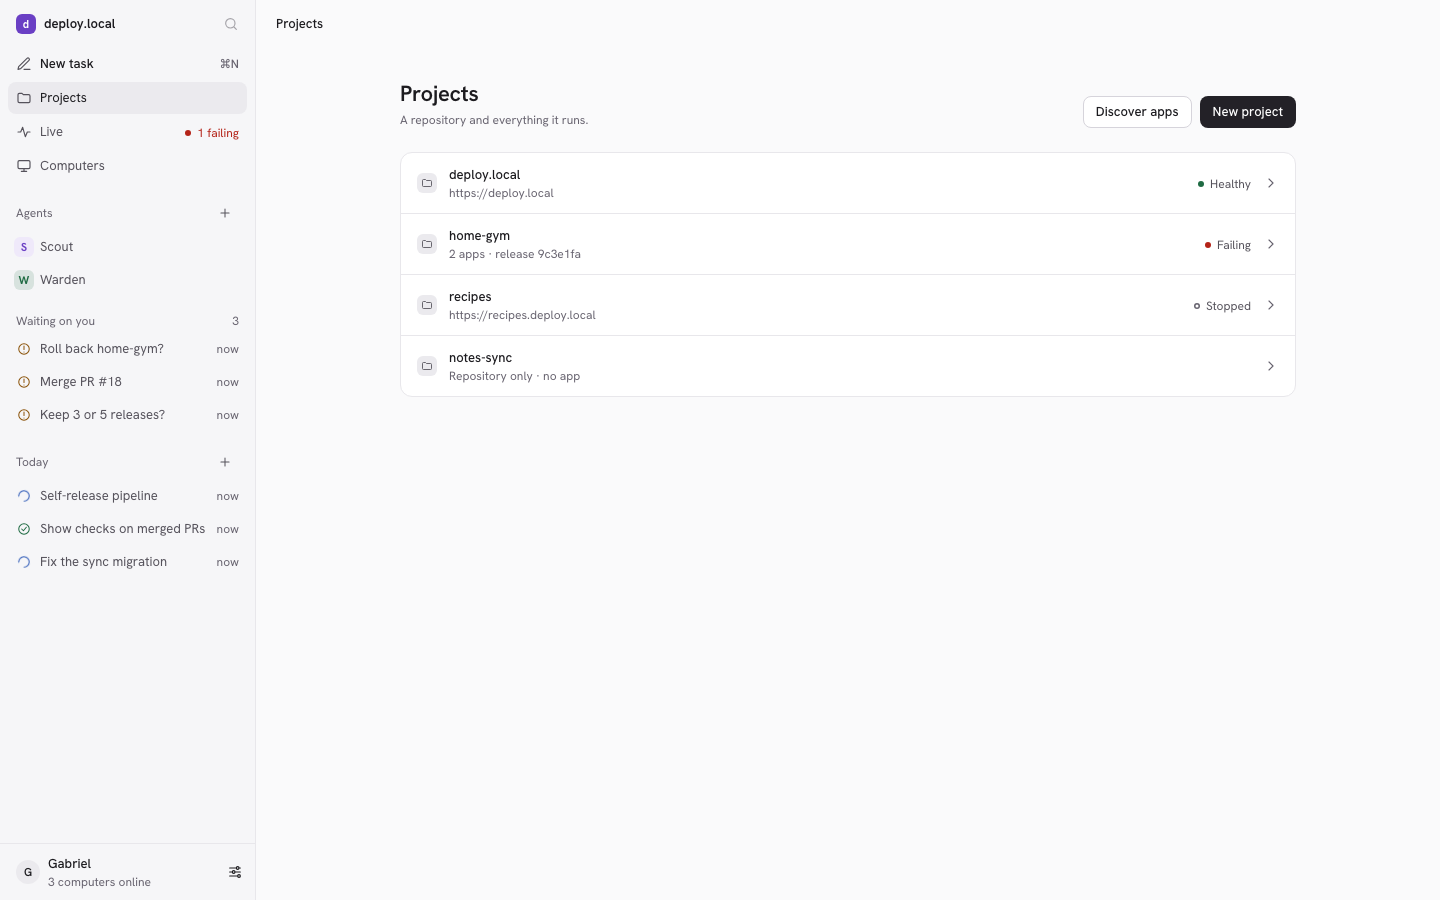 d deploy.local
New task ⌘N
Projects
Live 1 failing
Computers
Agents
S Scout
W Warden
Waiting on you 3
Roll back home-gym? now
Merge PR #18 now
Keep 3 or 5 releases? now
Today
Self-release pipeline now
Show checks on merged PRs now
Fix the sync migration now
G Gabriel
3 computers online
Projects
Projects
A repository and everything it runs.
Discover apps
New project
deploy.local
https://deploy.local
Healthy
home-gym
2 apps · release 9c3e1fa
Failing
recipes
https://recipes.deploy.local
Stopped
notes-sync
Repository only · no app